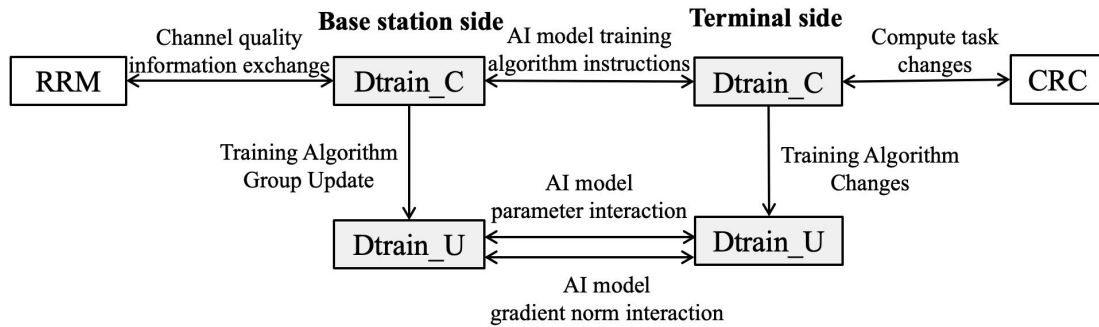 Base station side
Terminal side
Channel quality
information exchange
AI model training
algorithm instructions
Compute task
changes
RRM
Dtrain_C
Dtrain_C
CRC
Training Algorithm
Group Update
Training Algorithm
Changes
AI model
parameter interaction
Dtrain_U
Dtrain_U
AI model
gradient norm interaction